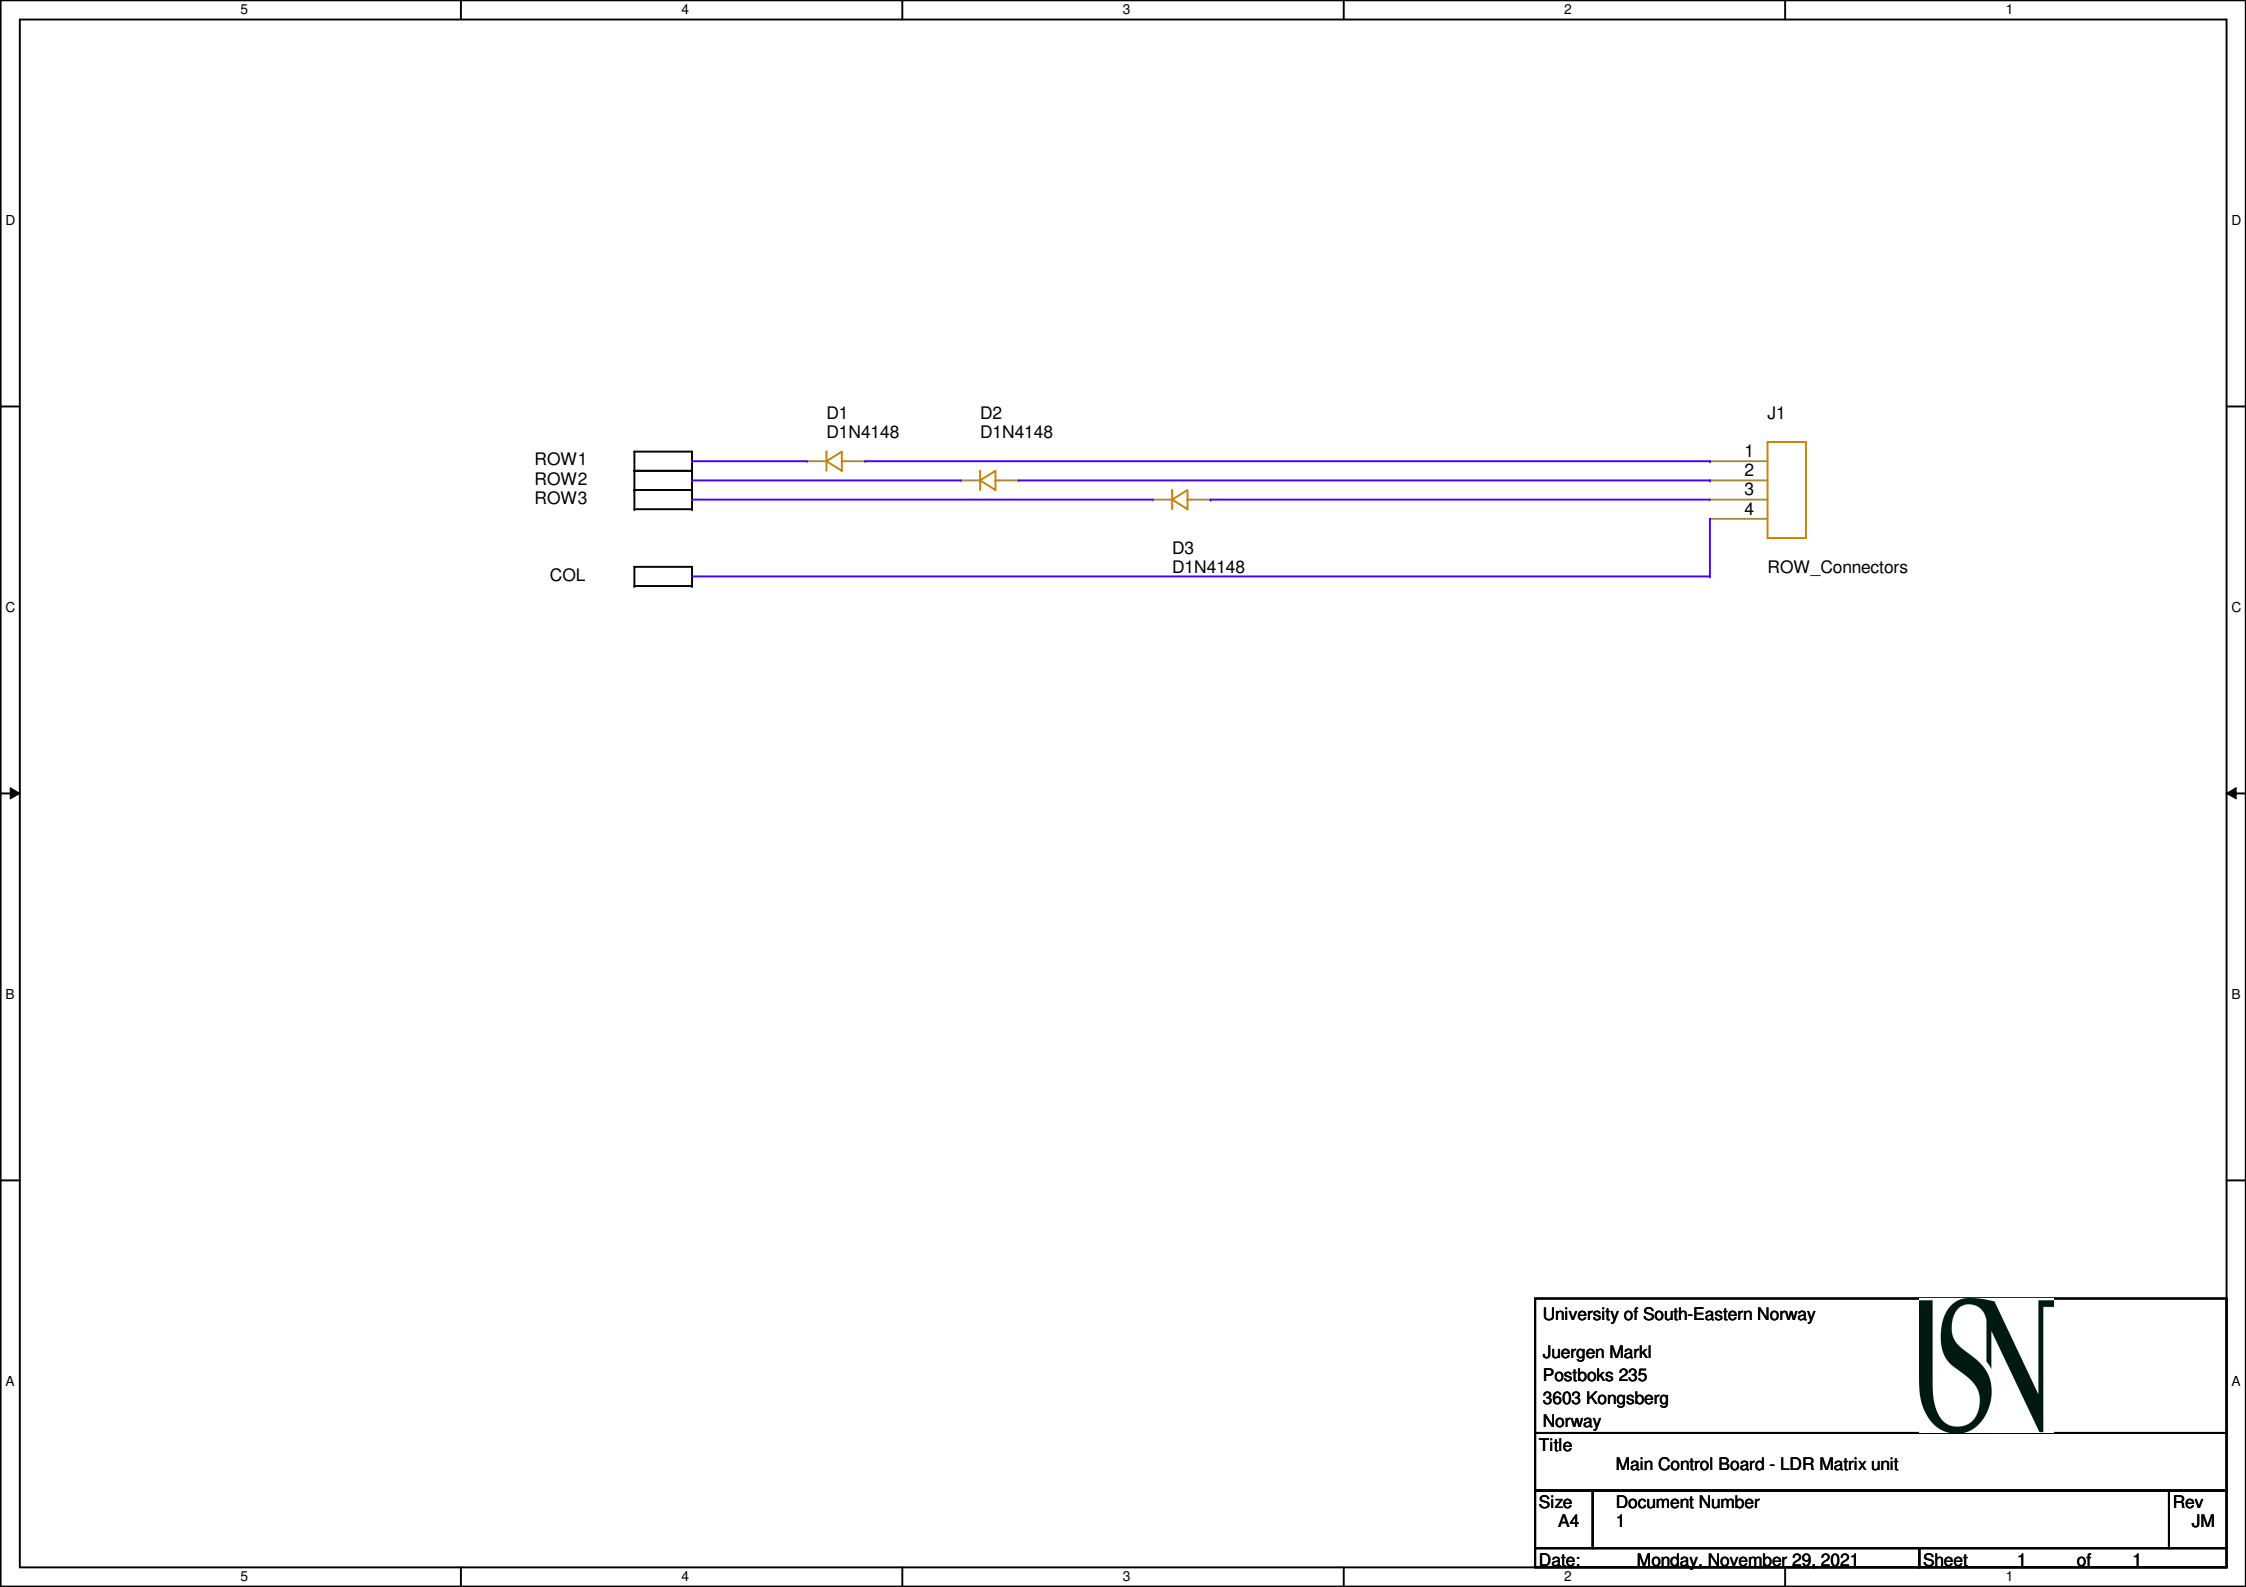 5 4 3 2 1
D D
D1 D2 J1
D1N4148 D1N4148
ROW1 1
ROW2 2
ROW3 3
4
D3
D1N4148
COL
ROW_Connectors
C C
B B
University of South-Eastern Norway
USN
Juergen Markl
Postboks 235
3603 Kongsberg
Norway
A A
Title
Main Control Board - LDR Matrix unit
Size Document Number Rev
A4 1 JM
Date: Monday, November 29, 2021 Sheet 1 of 1
5 4 3 2 1